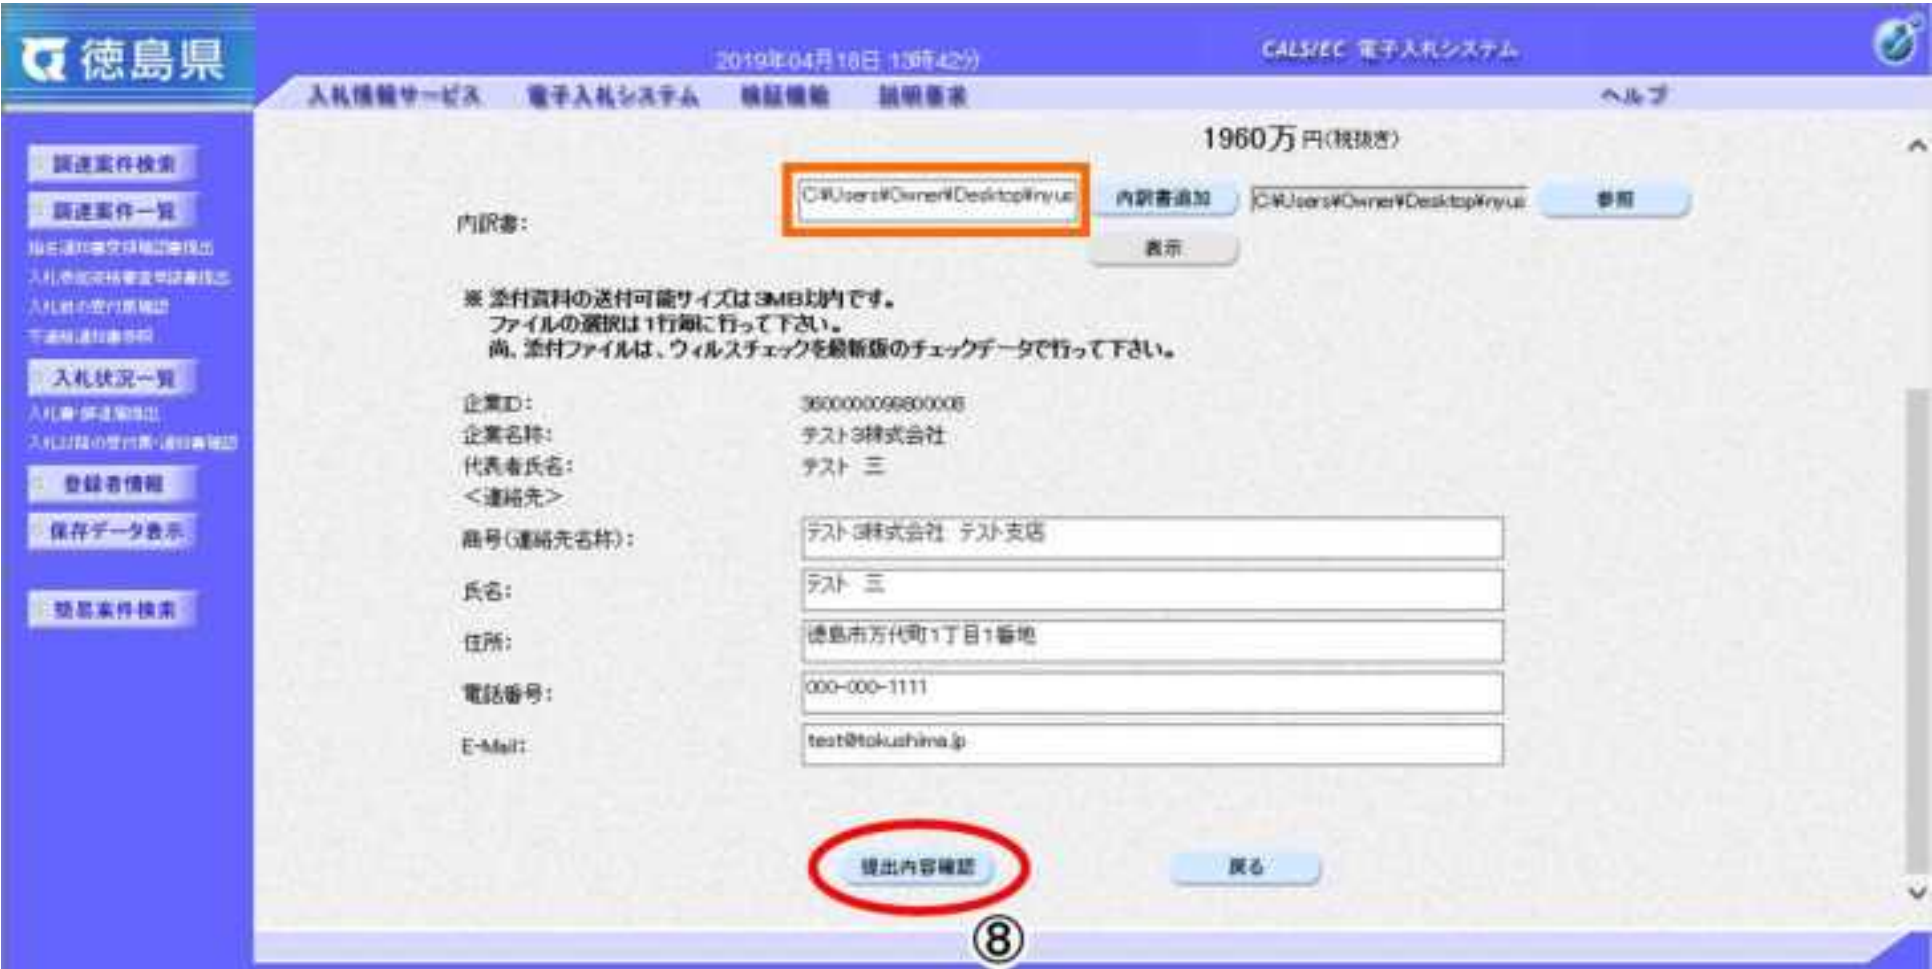 徳島県
2019年04月18日 13時42分
CALS/EC 電子入札システム
入札情報サービス 電子入札システム 検証機能 説明要求 ヘルプ
調達案件検索
調達案件一覧
入札状況一覧
登録者情報
保存データ表示
簡易案件検索
1960万 円(税抜き)
内訳書:
C:¥Users¥Owner¥Desktop¥nyus
内訳書追加
C:¥Users¥Owner¥Desktop¥nyus
参照
表示
※ 添付資料の送付可能サイズは3MB以内です。
ファイルの選択は1行毎に行って下さい。
尚、添付ファイルは、ウィルスチェックを最新版のチェックデータで行って下さい。
企業ID:
企業名称: テスト3株式会社
代表者氏名: テスト 三
<連絡先>
商号(連絡先名称): テスト3株式会社 テスト支店
氏名: テスト 三
住所: 徳島市万代町1丁目1番地
電話番号: 000-000-1111
E-Mail: test@tokushima.jp
提出内容確認 戻る
⑧